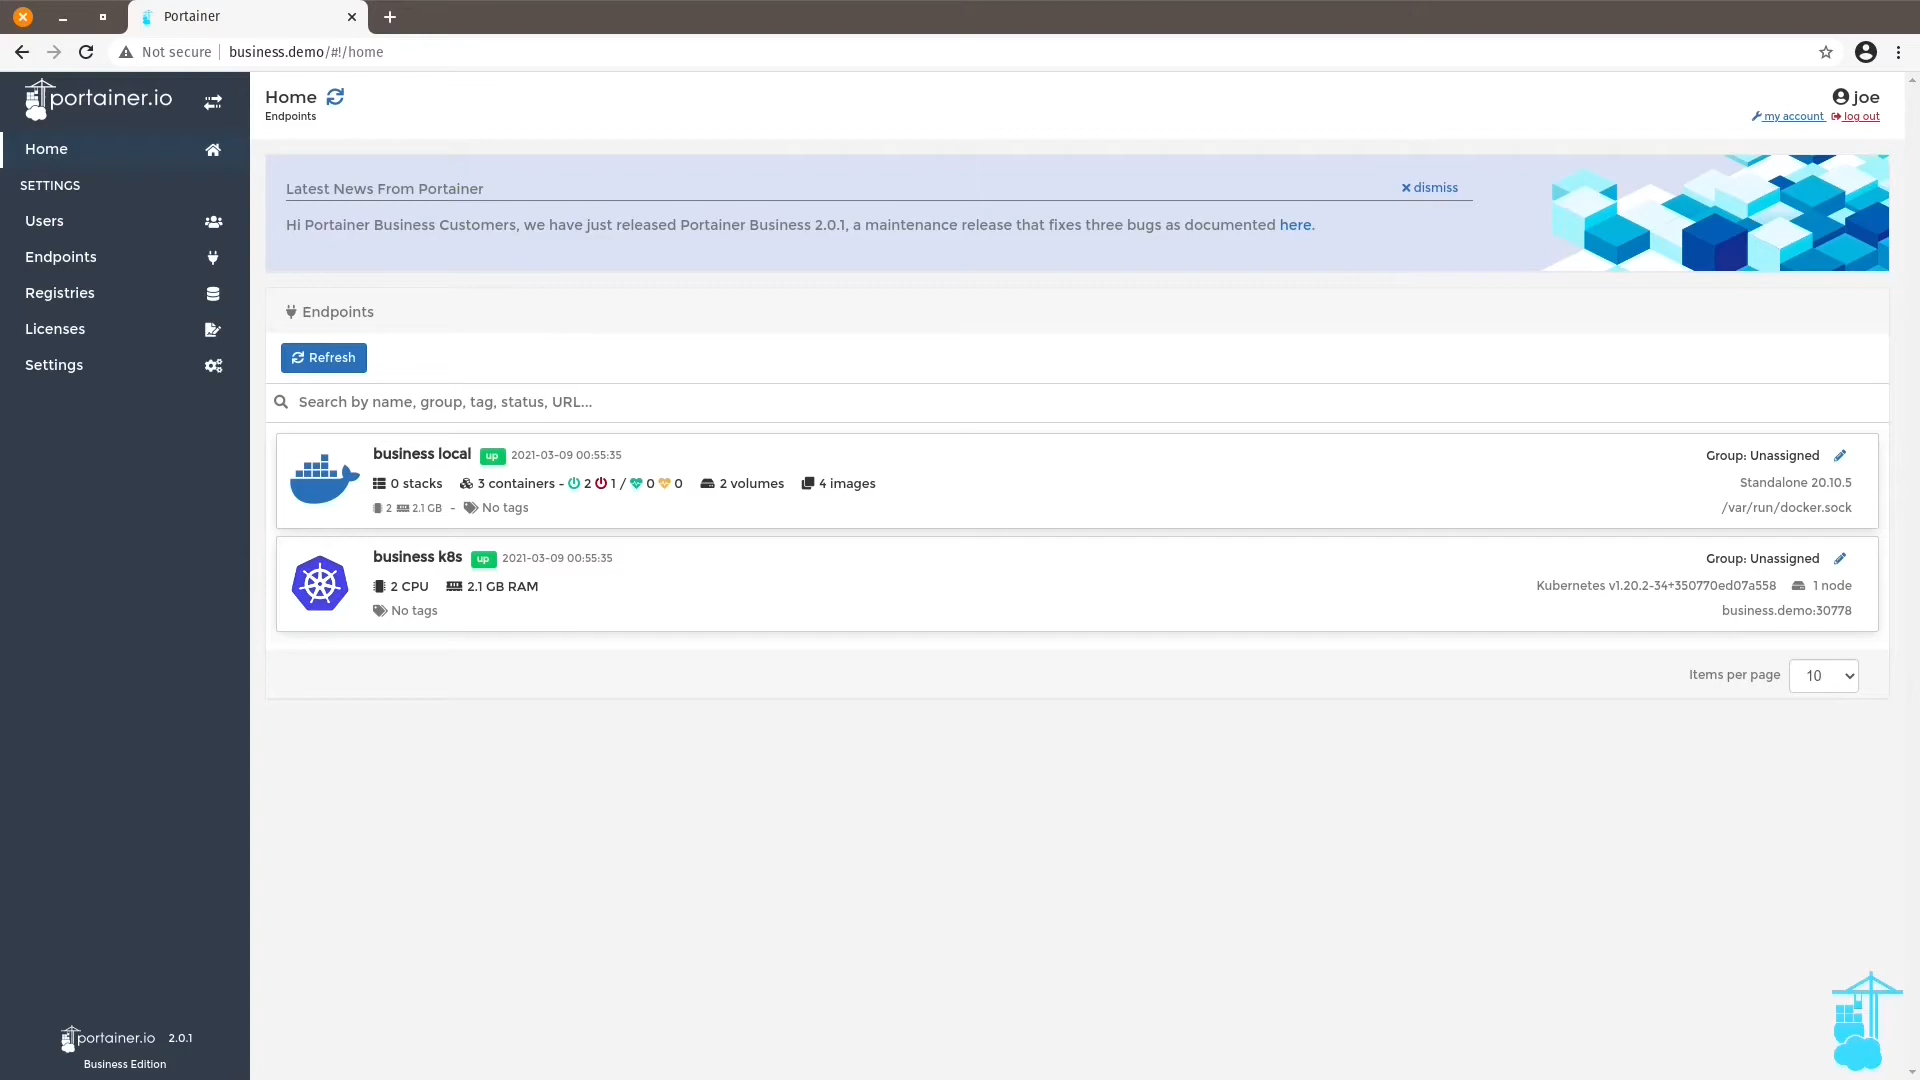 Portainer
Not secure business.demo/#!/home
portainer.io
Home
SETTINGS
Users
Endpoints
Registries
Licenses
Settings
portainer.io 2.0.1
Business Edition
Home
Endpoints
joe
my account log out
Latest News From Portainer
dismiss
Hi Portainer Business Customers, we have just released Portainer Business 2.0.1, a maintenance release that fixes three bugs as documented here.
Endpoints
Refresh
Search by name, group, tag, status, URL...
business local up 2021-03-09 00:55:35
Group: Unassigned
0 stacks 3 containers - 2 1 / 0 0 2 volumes 4 images
Standalone 20.10.5
2 2.1 GB - No tags
/var/run/docker.sock
business k8s up 2021-03-09 00:55:35
Group: Unassigned
2 CPU 2.1 GB RAM
Kubernetes v1.20.2-34+350770ed07a558 1 node
No tags
business.demo:30778
Items per page 10